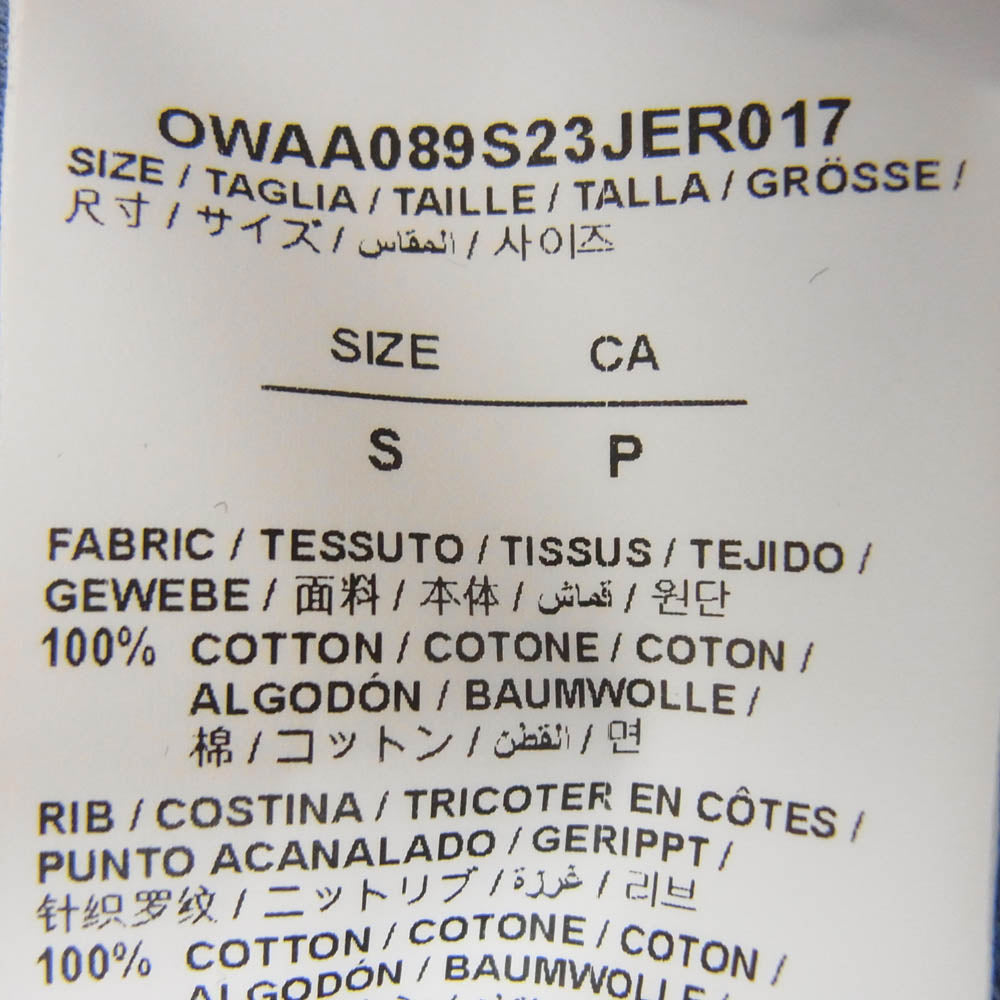 OWAA089S23JER017
SIZE / TAGLIA / TAILLE / TALLA / GRÖSSE /
尺寸 / サイズ / المقاس / 사이즈
SIZE CA
S P
FABRIC / TESSUTO / TISSUS / TEJIDO /
GEWEBE / 面料 / 本体 / قماش / 원단
100% COTTON / COTONE / COTON /
ALGODÓN / BAUMWOLLE /
棉 / コットン / القطن / 면
RIB / COSTINA / TRICOTER EN CÔTES /
PUNTO ACANALADO / GERIPPT /
针织罗纹 / ニットリブ / غرزة / 리브
100% COTTON / COTONE / COTON /
ALGODÓN / BAUMWOLLE